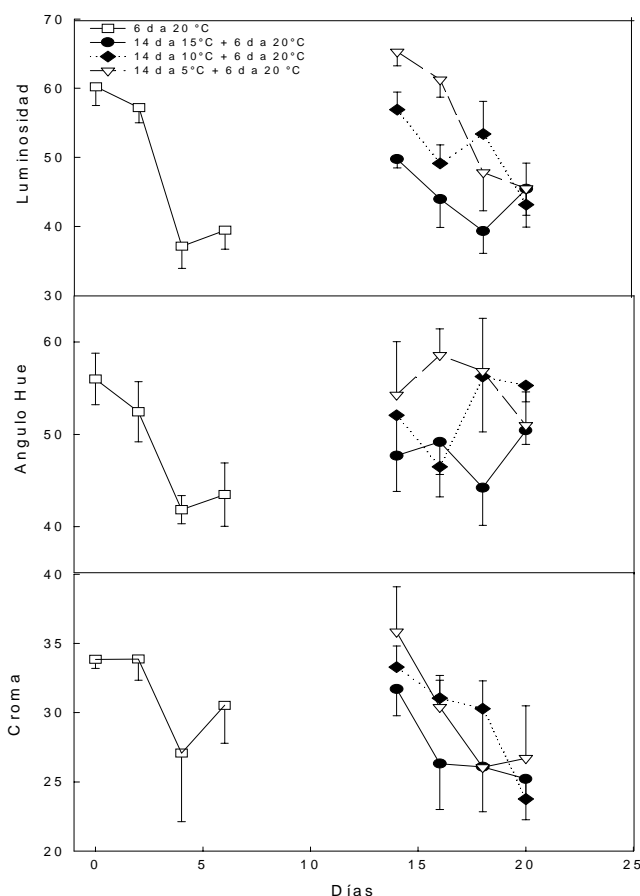 70
6 d a 20 °C
14 d a 15°C + 6 d a 20°C
14 d a 10°C + 6 d a 20°C
14 d a 5°C + 6 d a 20 °C
60
50
40
30
Luminosidad
60
50
40
Angulo Hue
40
35
30
25
20
Croma
0 5 10 15 20 25
Días